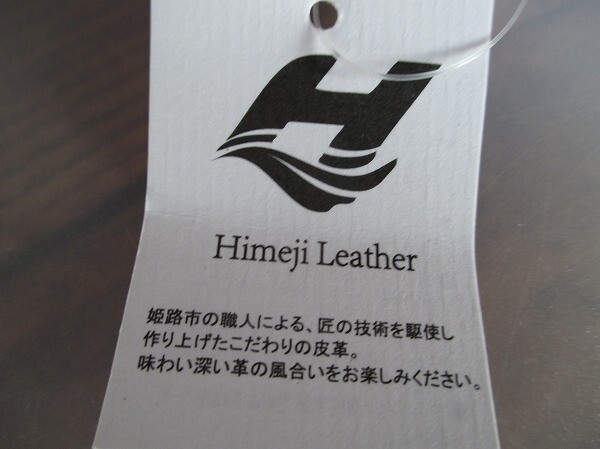 Himeji Leather
姫路市の職人による、匠の技術を駆使し
作り上げたこだわりの皮革。
味わい深い革の風合いをお楽しみください。